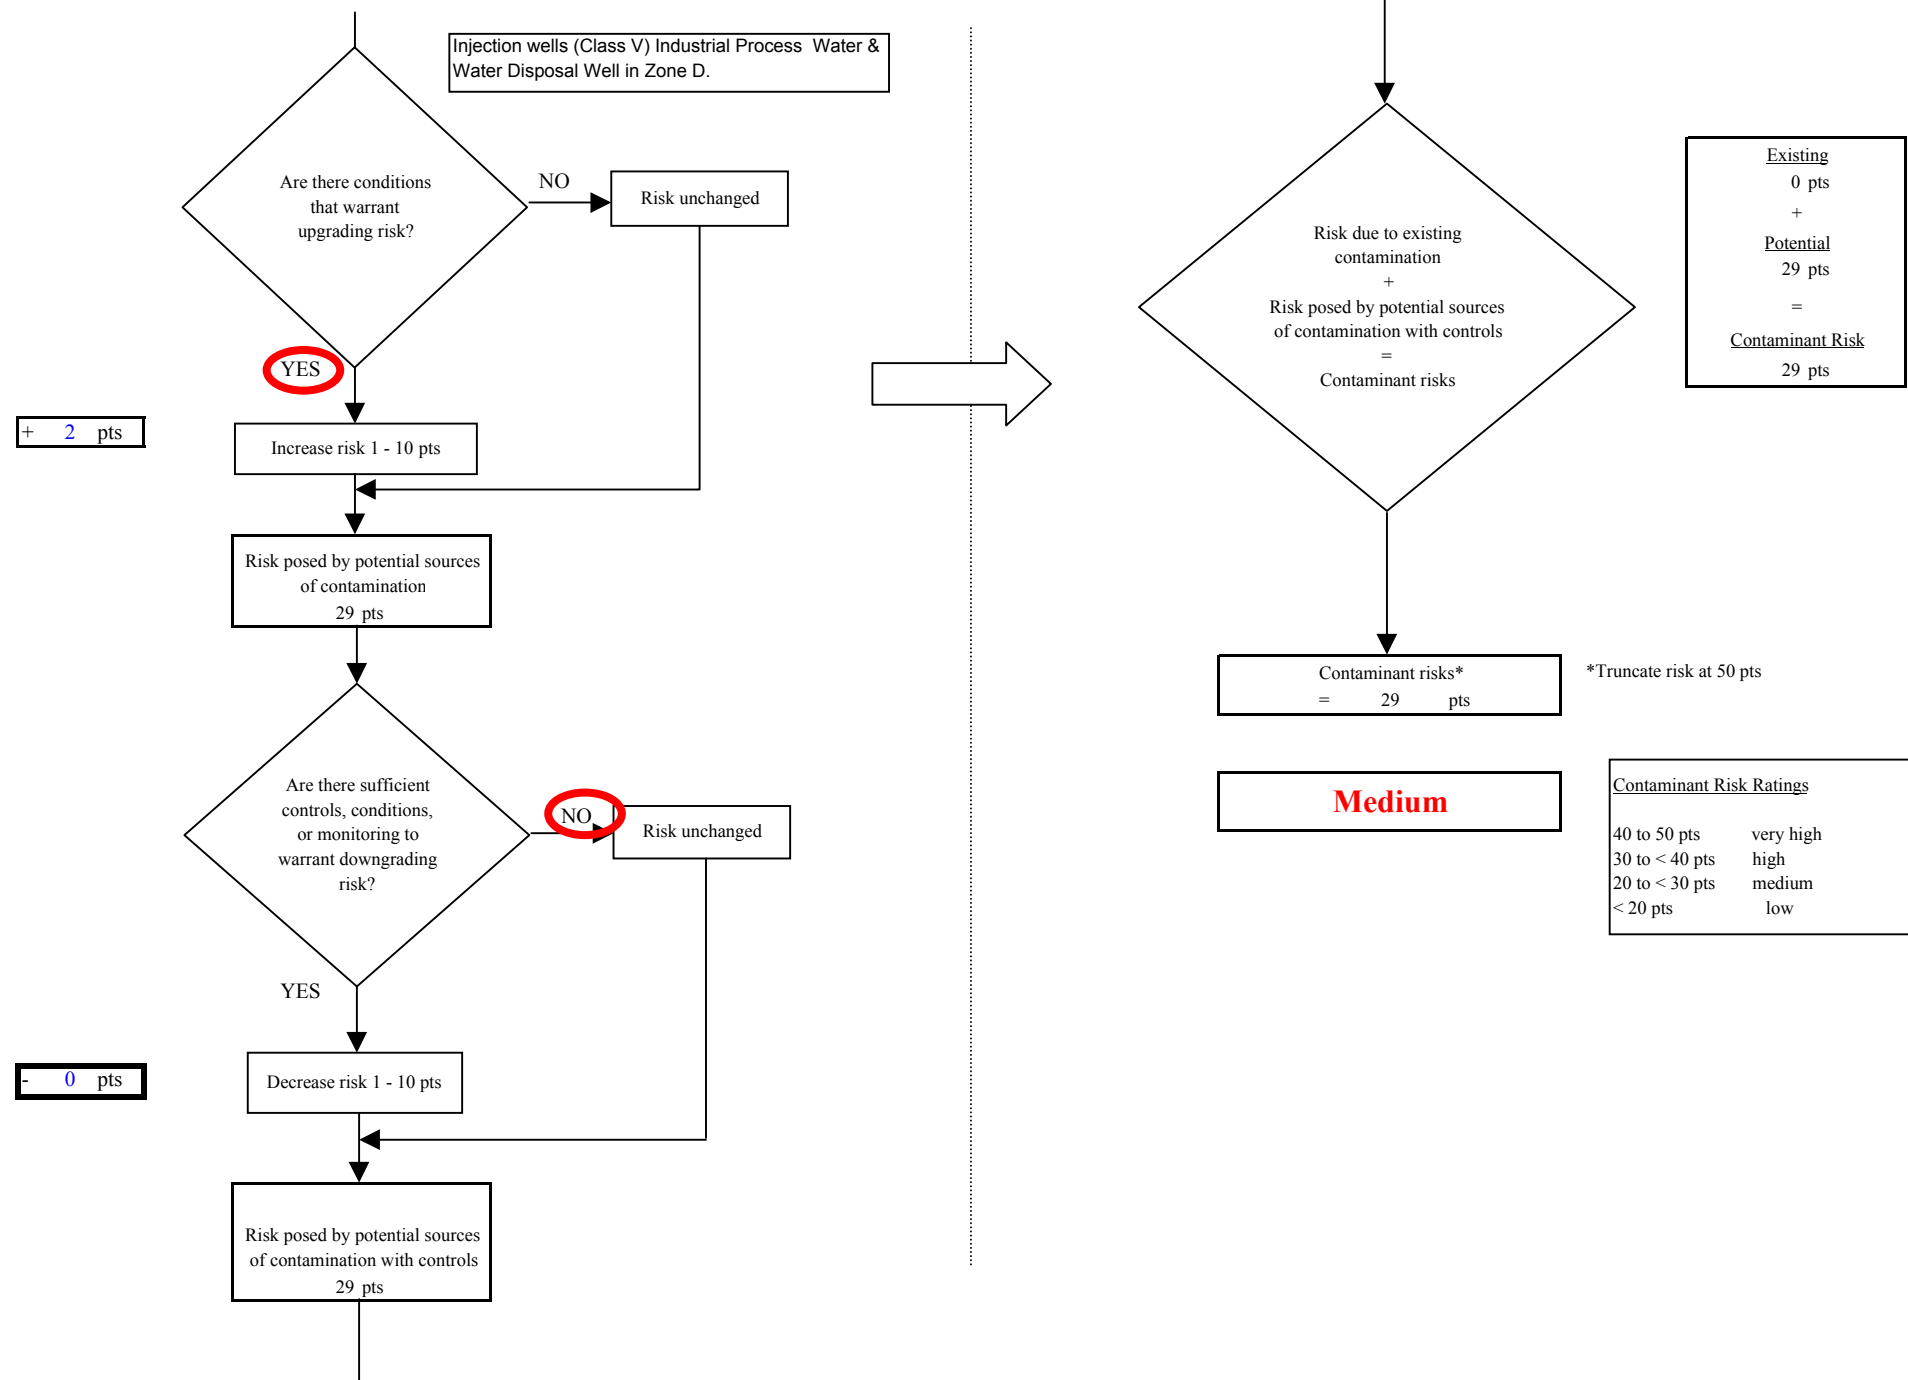 Injection wells (Class V) Industrial Process Water &
Water Disposal Well in Zone D.
Are there conditions
that warrant
upgrading risk?
NO
Risk unchanged
YES
+ 2 pts
Increase risk 1 - 10 pts
Risk posed by potential sources
of contamination
29 pts
Are there sufficient
controls, conditions,
or monitoring to
warrant downgrading
risk?
NO
Risk unchanged
YES
- 0 pts
Decrease risk 1 - 10 pts
Risk posed by potential sources
of contamination with controls
29 pts
Risk due to existing
contamination
+
Risk posed by potential sources
of contamination with controls
=
Contaminant risks
Existing
0 pts
+
Potential
29 pts
=
Contaminant Risk
29 pts
Contaminant risks*
= 29 pts
*Truncate risk at 50 pts
Medium
Contaminant Risk Ratings
40 to 50 pts very high
30 to < 40 pts high
20 to < 30 pts medium
< 20 pts low